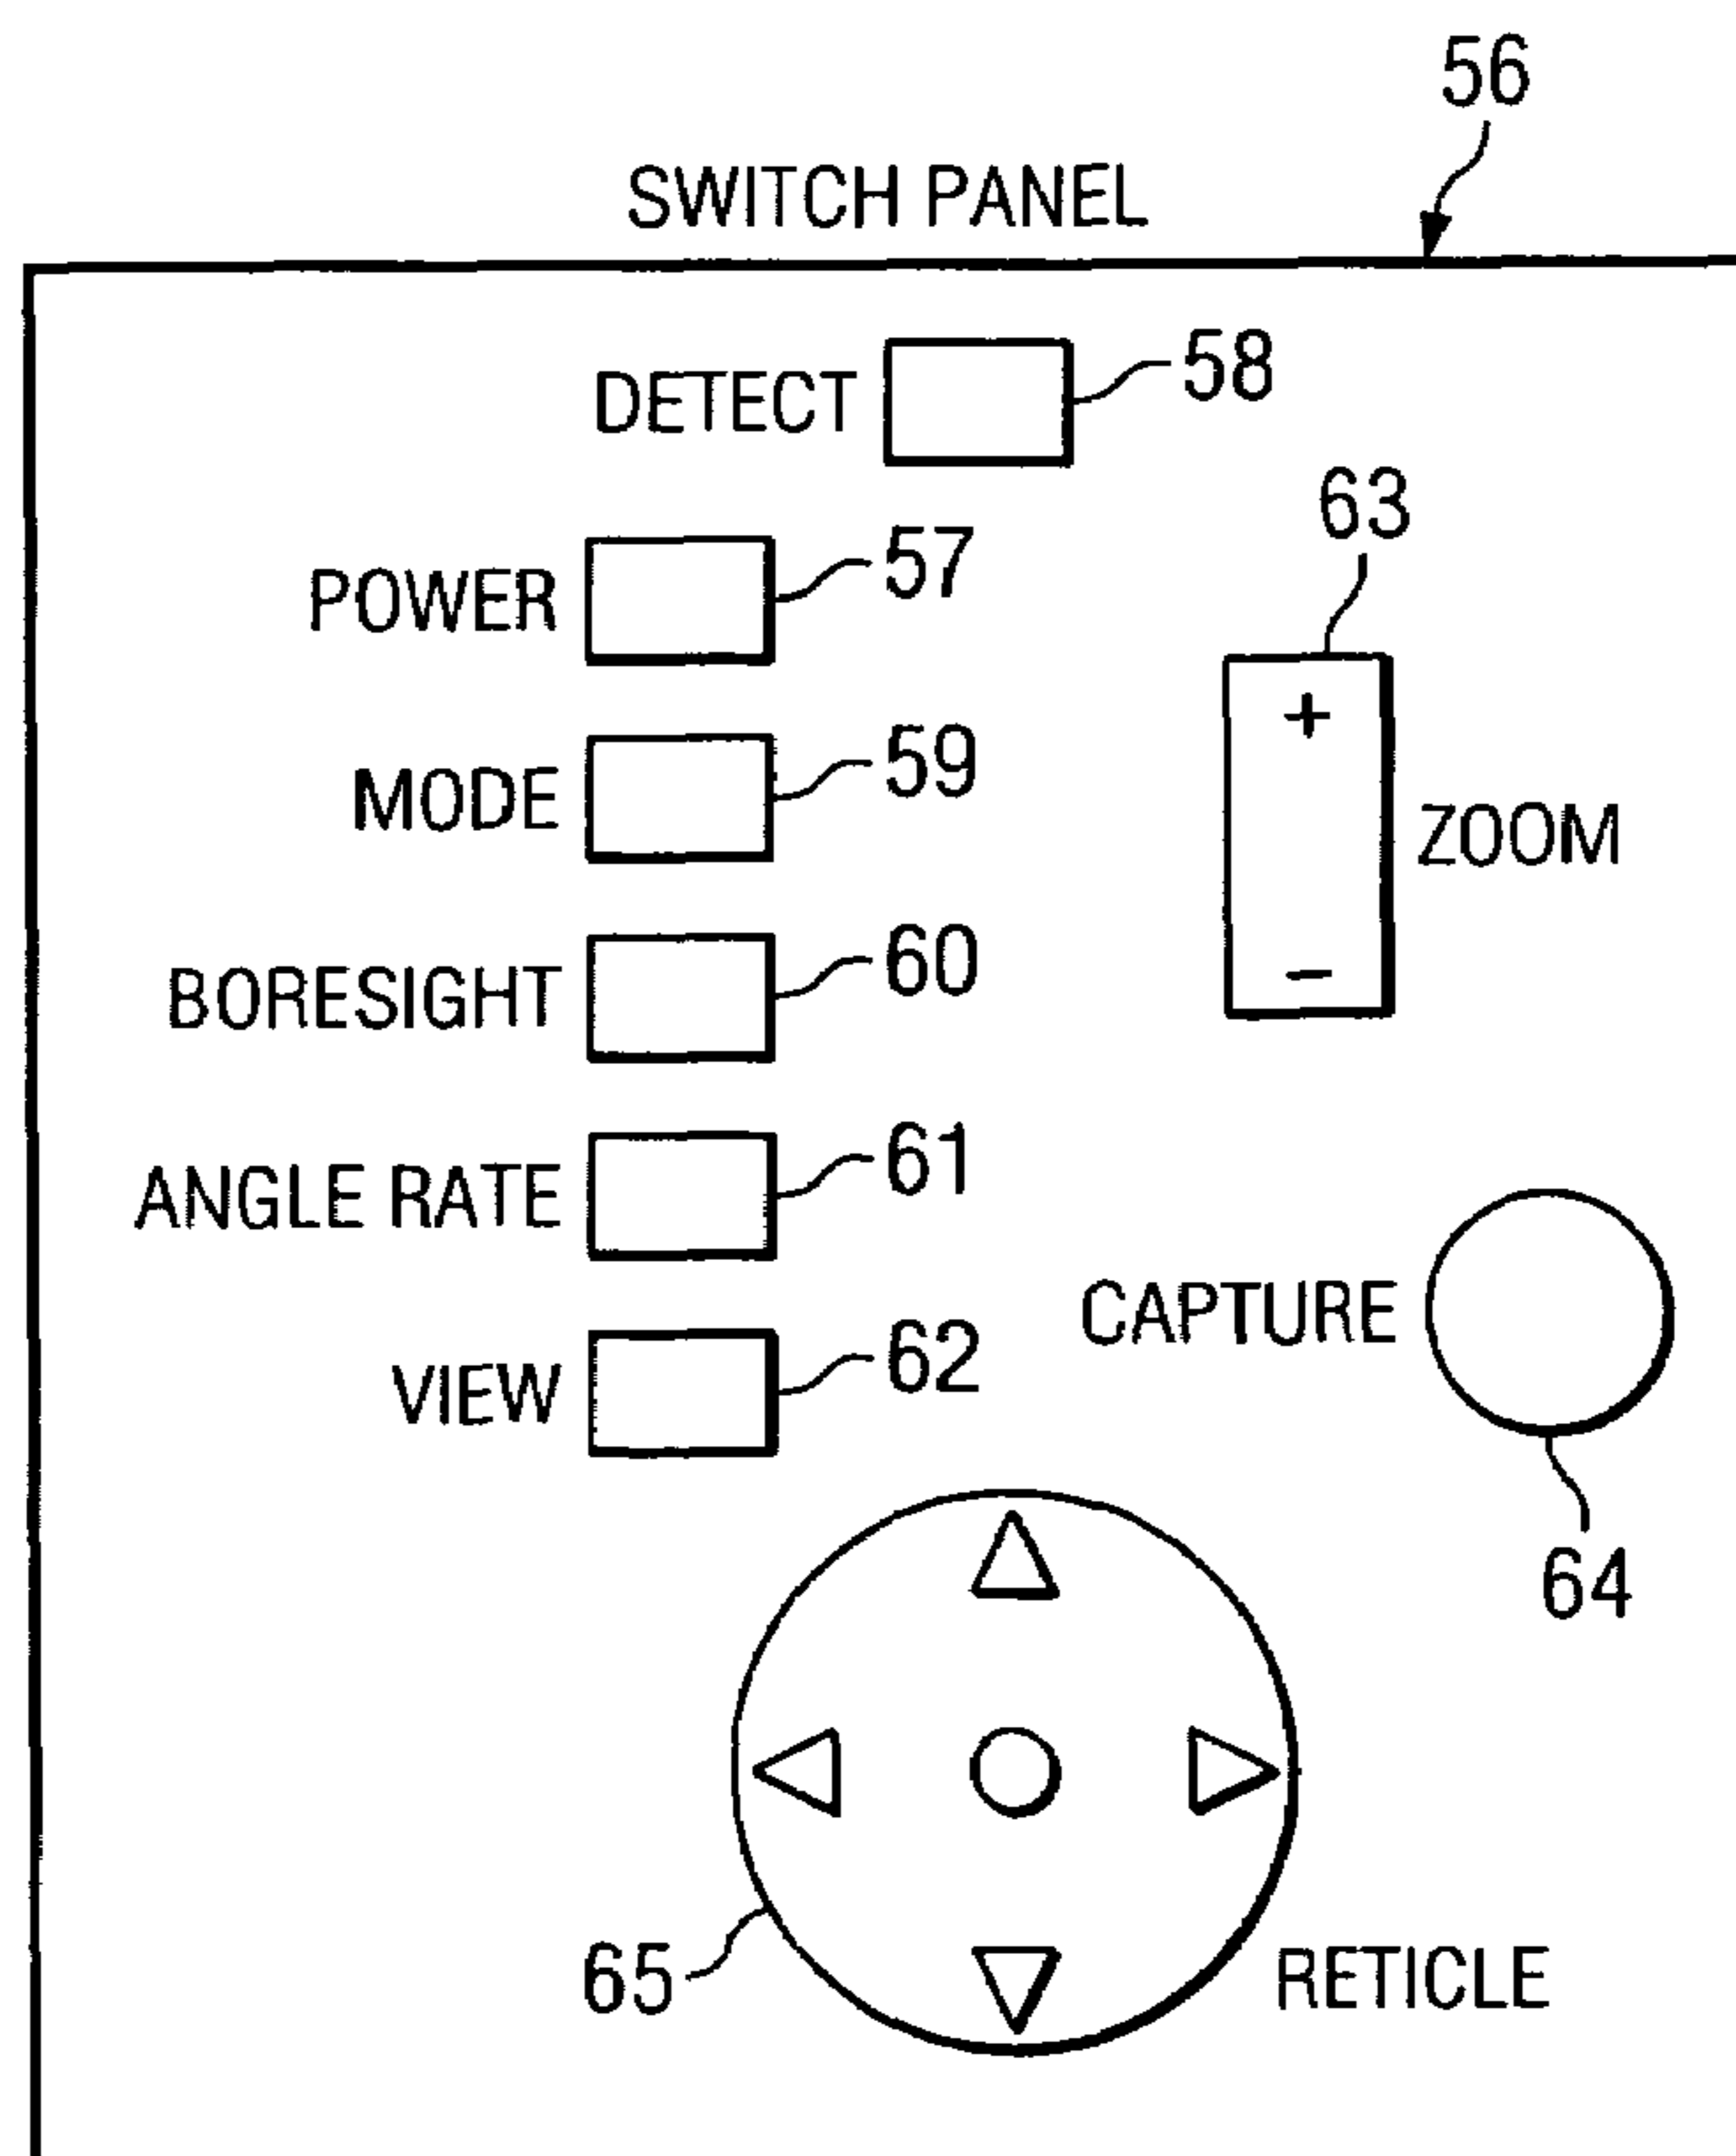 56
SWITCH PANEL
DETECT 58
63
POWER 57
+
MODE 59
ZOOM
BORESIGHT 60
−
ANGLE RATE 61
CAPTURE
VIEW 62
64
65
RETICLE